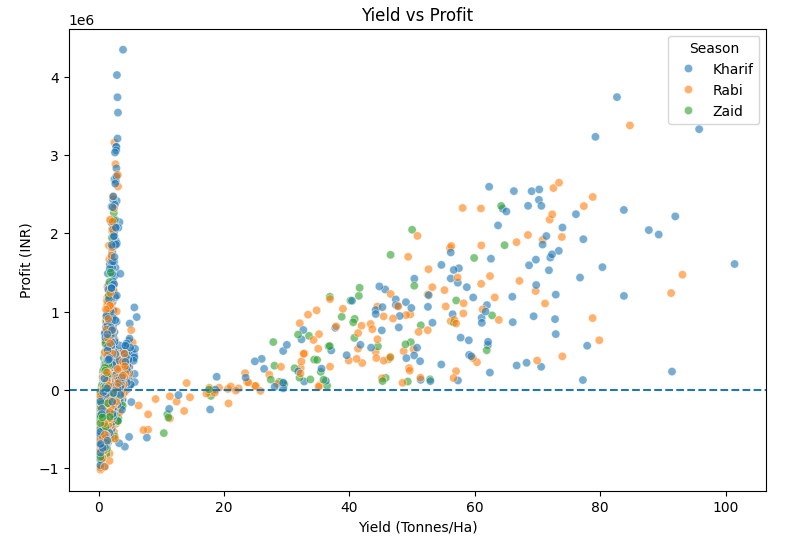 Yield vs Profit
1e6
Season
Kharif
Rabi
Zaid
4
3
2
1
0
−1
Profit (INR)
0 20 40 60 80 100
Yield (Tonnes/Ha)